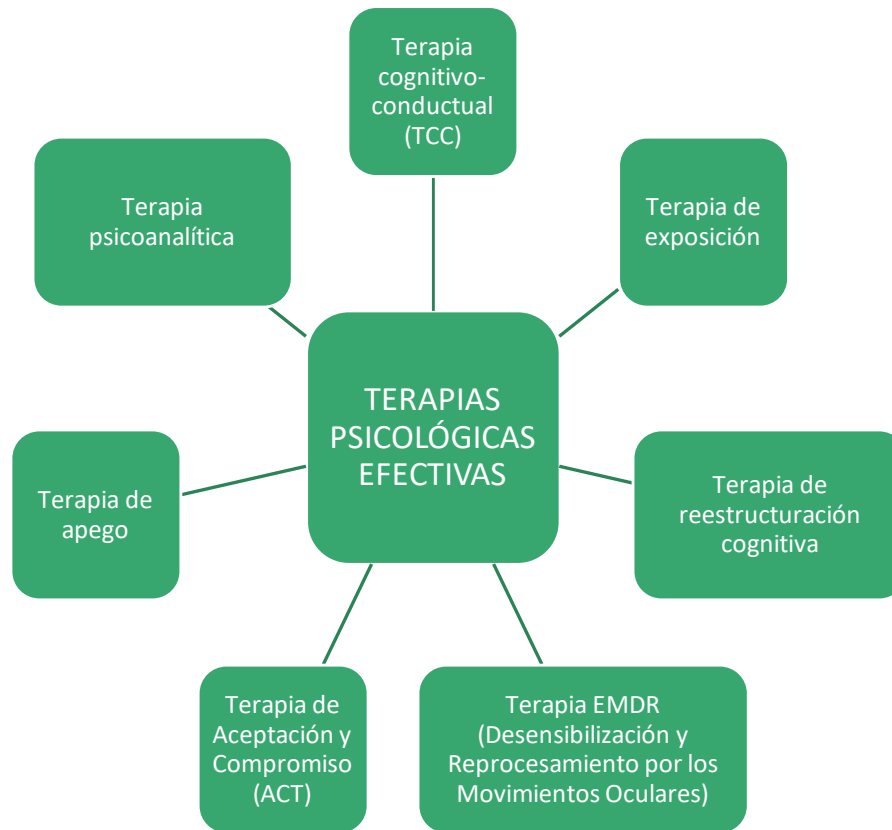 Terapia
cognitivo-
conductual
(TCC)
Terapia de
exposición
Terapia de
reestructuración
cognitiva
Terapia EMDR
(Desensibilización y
Reprocesamiento por los
Movimientos Oculares)
Terapia de
Aceptación y
Compromiso
(ACT)
Terapia de
apego
Terapia
psicoanalítica
TERAPIAS
PSICOLÓGICAS
EFECTIVAS